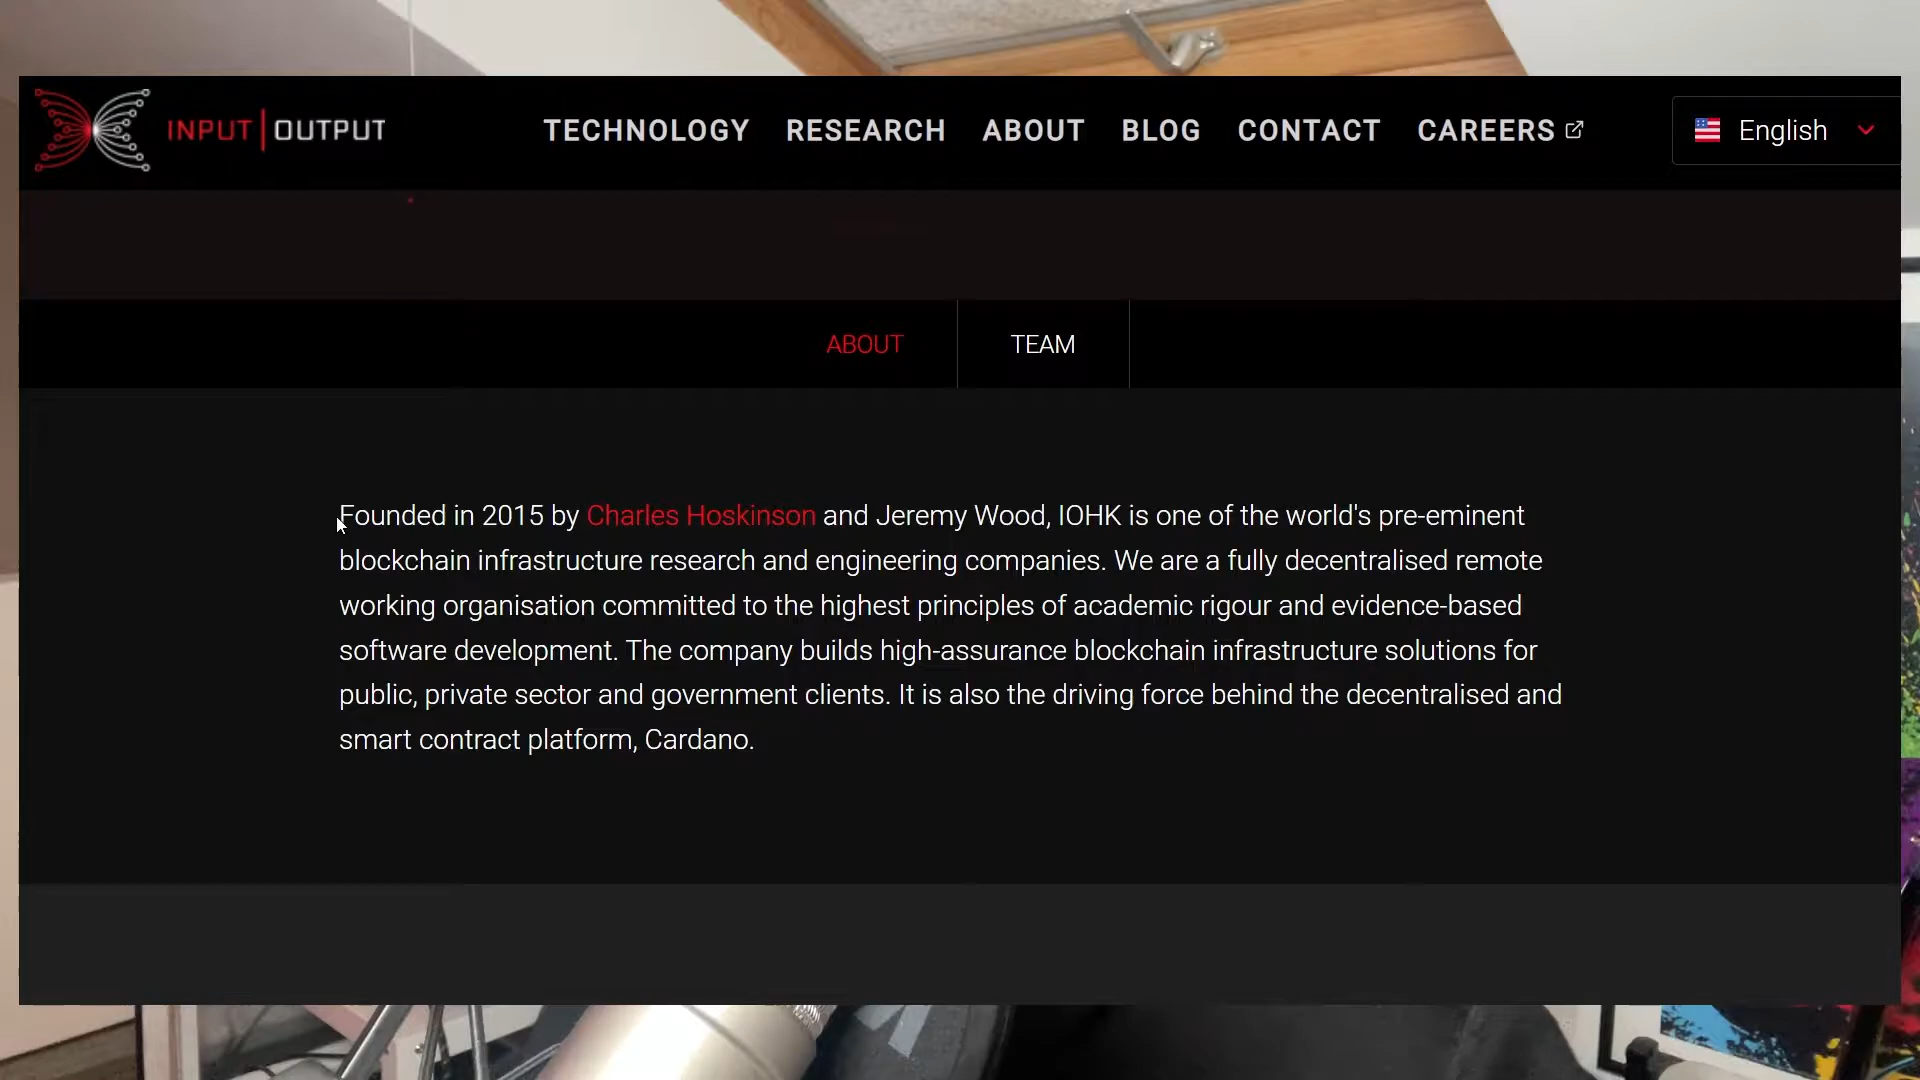 INPUT | OUTPUT
TECHNOLOGY RESEARCH ABOUT BLOG CONTACT CAREERS
English
ABOUT TEAM
Founded in 2015 by Charles Hoskinson and Jeremy Wood, IOHK is one of the world's pre-eminent
blockchain infrastructure research and engineering companies. We are a fully decentralised remote
working organisation committed to the highest principles of academic rigour and evidence-based
software development. The company builds high-assurance blockchain infrastructure solutions for
public, private sector and government clients. It is also the driving force behind the decentralised and
smart contract platform, Cardano.